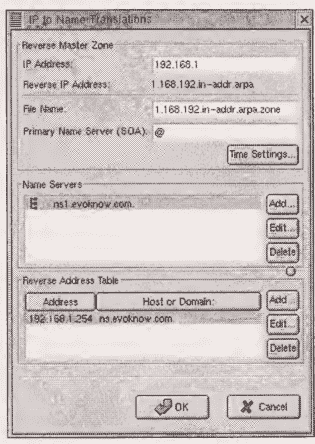 IP to Name Translations
Reverse Master Zone
IP Address: 192.168.1
Reverse IP Address: 1.168.192.in-addr.arpa
File Name: 1.168.192.in-addr.arpa.zone
Primary Name Server (SOA): @
Time Settings...
Name Servers
ns1.evoknow.com.
Add...
Edit...
Delete
Reverse Address Table
Address Host or Domain:
Add...
192.168.1.254 ns.evoknow.com.
Edit...
Delete
OK Cancel